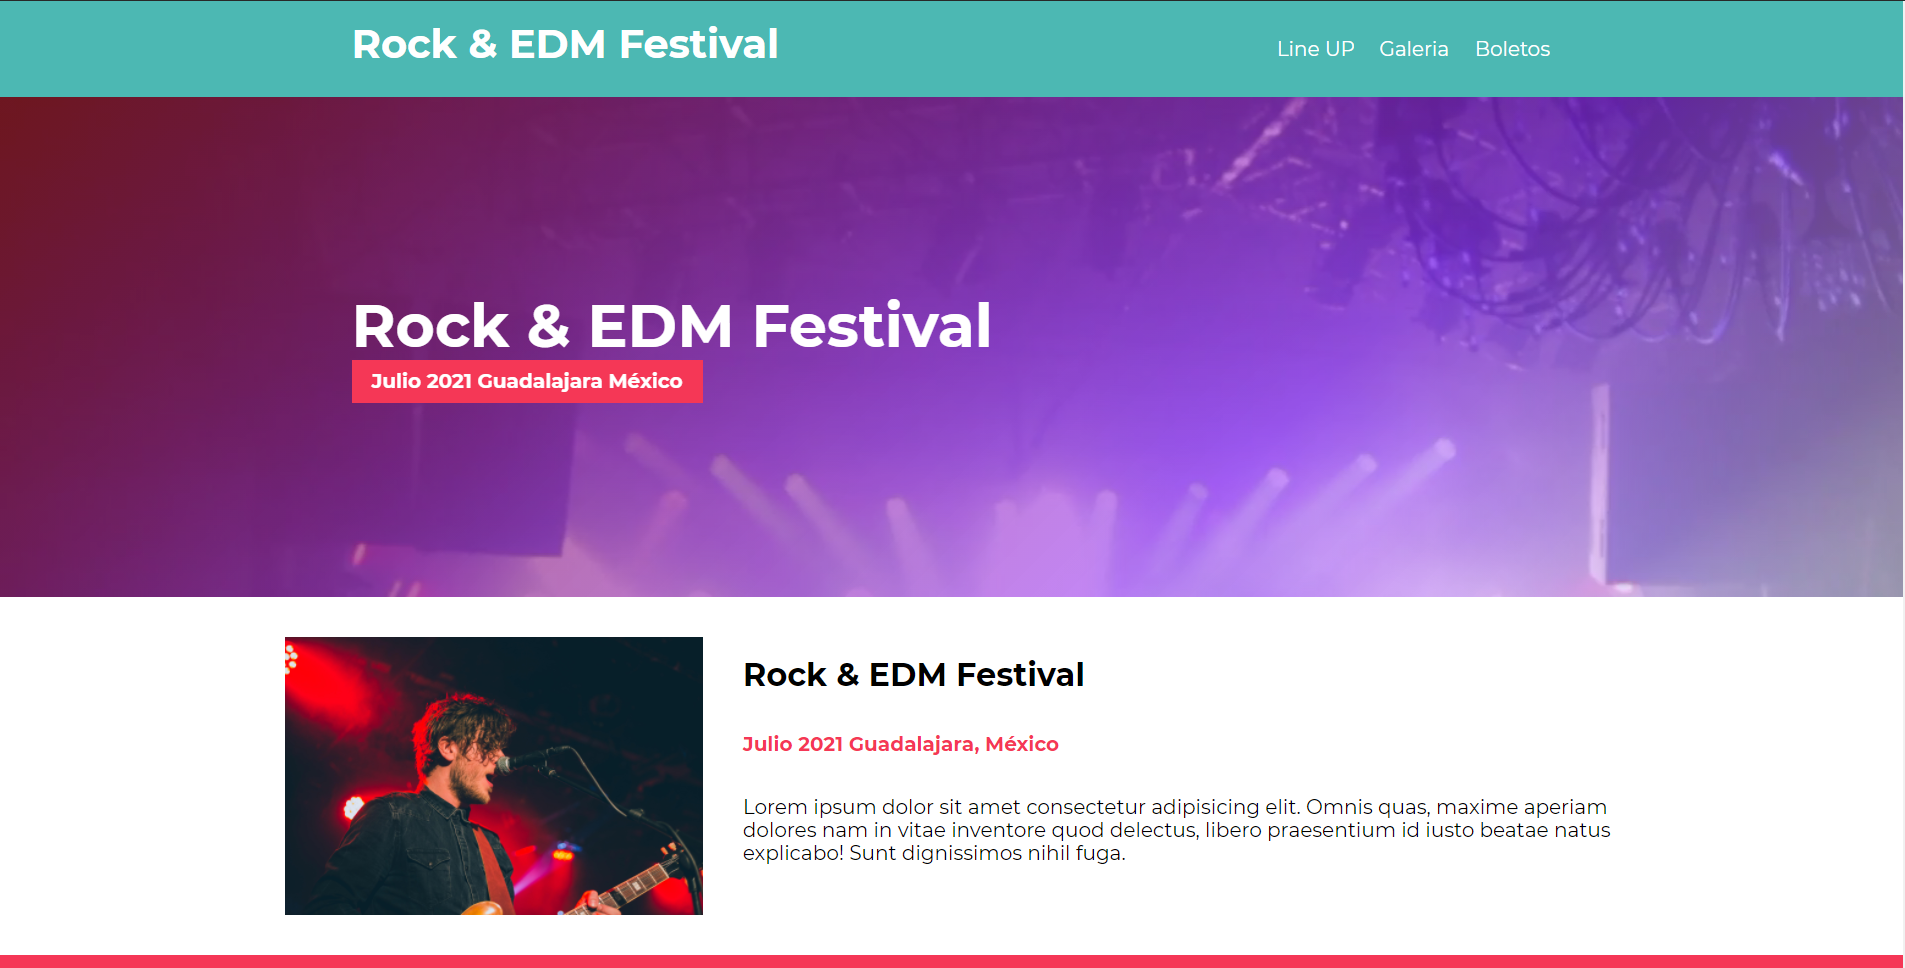 Rock & EDM Festival
Line UP Galeria Boletos
Rock & EDM Festival
Julio 2021 Guadalajara México
Rock & EDM Festival
Julio 2021 Guadalajara, México
Lorem ipsum dolor sit amet consectetur adipisicing elit. Omnis quas, maxime aperiam
dolores nam in vitae inventore quod delectus, libero praesentium id iusto beatae natus
explicabo! Sunt dignissimos nihil fuga.